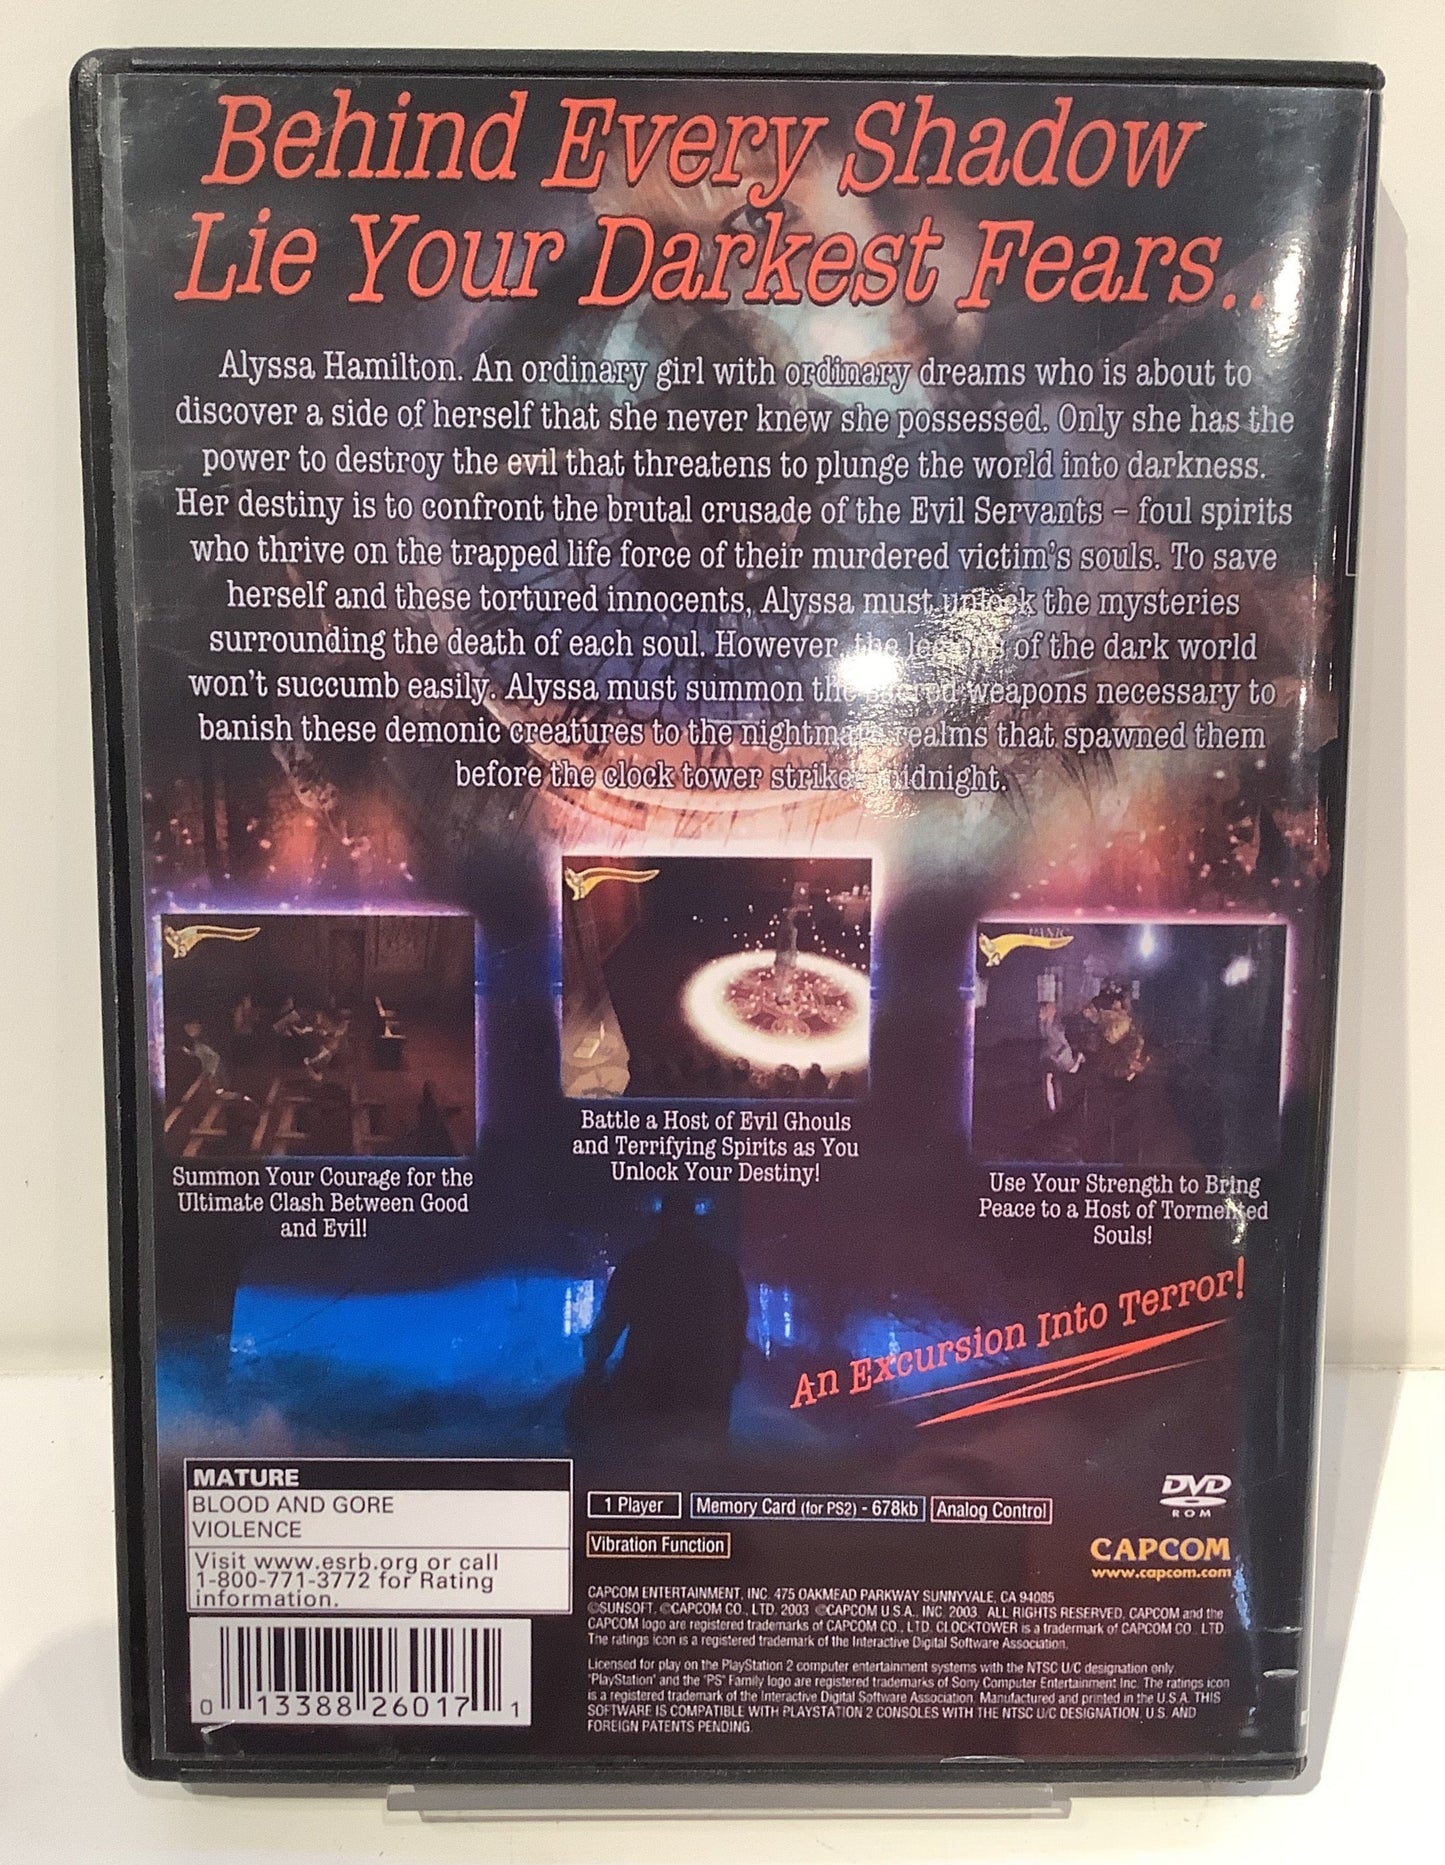 Behind Every Shadow
Lie Your Darkest Fears..
Alyssa Hamilton. An ordinary girl with ordinary dreams who is about to
discover a side of herself that she never knew she possessed. Only she has the
power to destroy the evil that threatens to plunge the world into darkness.
Her destiny is to confront the brutal crusade of the Evil Servants – foul spirits
who thrive on the trapped life force of their murdered victim's souls. To save
herself and these tortured innocents, Alyssa must unlock the mysteries
surrounding the death of each soul. However, the of the dark world
won't succumb easily. Alyssa must summon the sacred weapons necessary to
banish these demonic creatures to the nightmare realms that spawned them
before the clock tower strikes midnight.
PANIC
Battle a Host of Evil Ghouls
and Terrifying Spirits as You
Unlock Your Destiny!
Summon Your Courage for the
Ultimate Clash Between Good
and Evil!
Use Your Strength to Bring
Peace to a Host of Tormented
Souls!
An Excursion Into Terror!
MATURE
BLOOD AND GORE
VIOLENCE
Visit www.esrb.org or call
1-800-771-3772 for Rating
information.
1 Player
Memory Card (for PS2) - 678kb
Analog Control
Vibration Function
DVD
ROM
CAPCOM
www.capcom.com
CAPCOM ENTERTAINMENT, INC. 475 OAKMEAD PARKWAY SUNNYVALE, CA 94085
©SUNSOFT, ©CAPCOM CO., LTD. 2003 ©CAPCOM U.S.A., INC. 2003. ALL RIGHTS RESERVED. CAPCOM and the
CAPCOM logo are registered trademarks of CAPCOM CO., LTD. CLOCKTOWER is a tradermark of CAPCOM CO., LTD.
The ratings icon is a registered trademark of the Interactive Digital Software Association.
Licensed for play on the PlayStation 2 computer entertainment systems with the NTSC U/C designation only.
"PlayStation" and the "PS" Family logo are registered trademarks of Sony Computer Entertainment Inc. The ratings icon
is a registered trademark of the Interactive Digital Software Association. Manufactured and printed in the U.S.A. THIS
SOFTWARE IS COMPATIBLE WITH PLAYSTATION 2 CONSOLES WITH THE NTSC U/C DESIGNATION. U.S. AND
FOREIGN PATENTS PENDING.
0 13388 26017 1